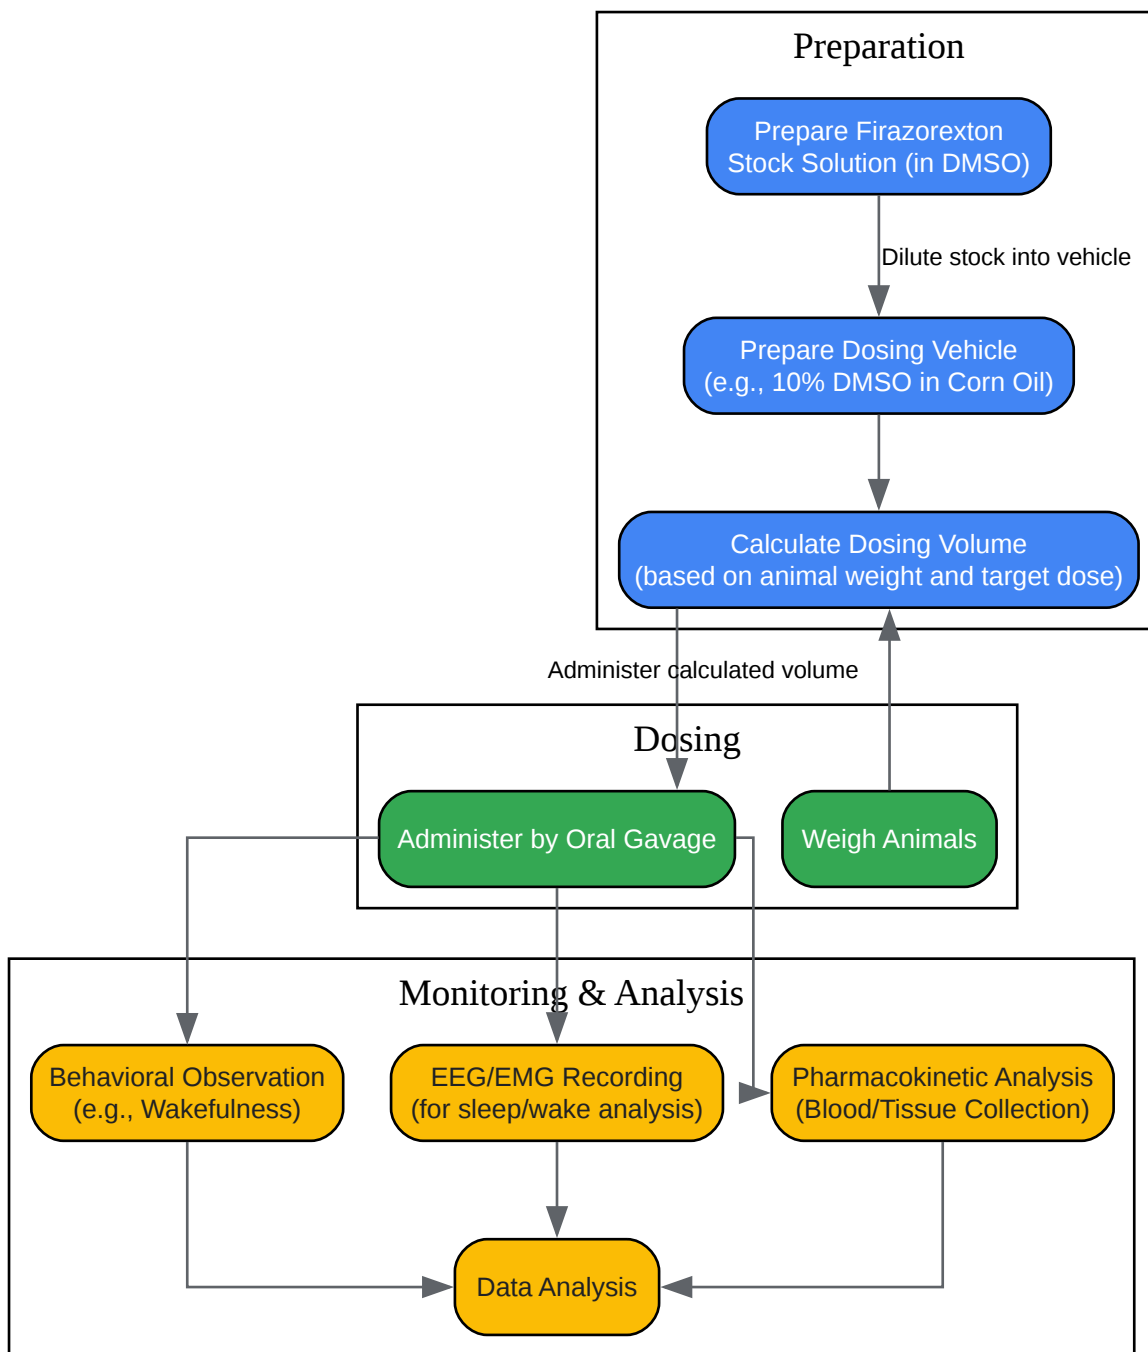 Preparation
Prepare Firazorexton
Stock Solution (in DMSO)
Dilute stock into vehicle
Prepare Dosing Vehicle
(e.g., 10% DMSO in Corn Oil)
Calculate Dosing Volume
(based on animal weight and target dose)
Administer calculated volume
Dosing
Administer by Oral Gavage
Weigh Animals
Monitoring & Analysis
Behavioral Observation
(e.g., Wakefulness)
EEG/EMG Recording
(for sleep/wake analysis)
Pharmacokinetic Analysis
(Blood/Tissue Collection)
Data Analysis